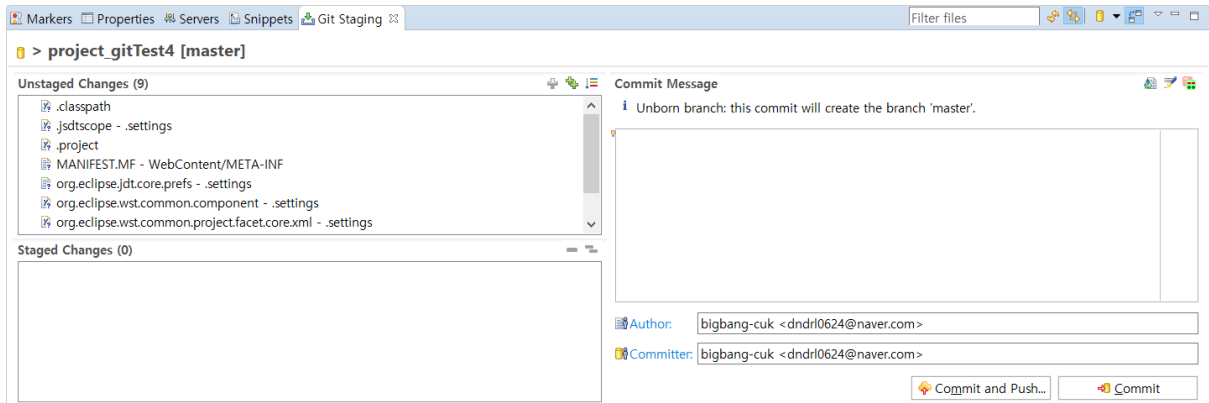 Markers Properties Servers Snippets Git Staging
Filter files
> project_gitTest4 [master]
Unstaged Changes (9)
.classpath
.jsdtscope - .settings
.project
MANIFEST.MF - WebContent/META-INF
org.eclipse.jdt.core.prefs - .settings
org.eclipse.wst.common.component - .settings
org.eclipse.wst.common.project.facet.core.xml - .settings
Staged Changes (0)
Commit Message
Unborn branch: this commit will create the branch 'master'.
Author: bigbang-cuk <dndrl0624@naver.com>
Committer: bigbang-cuk <dndrl0624@naver.com>
Commit and Push... Commit